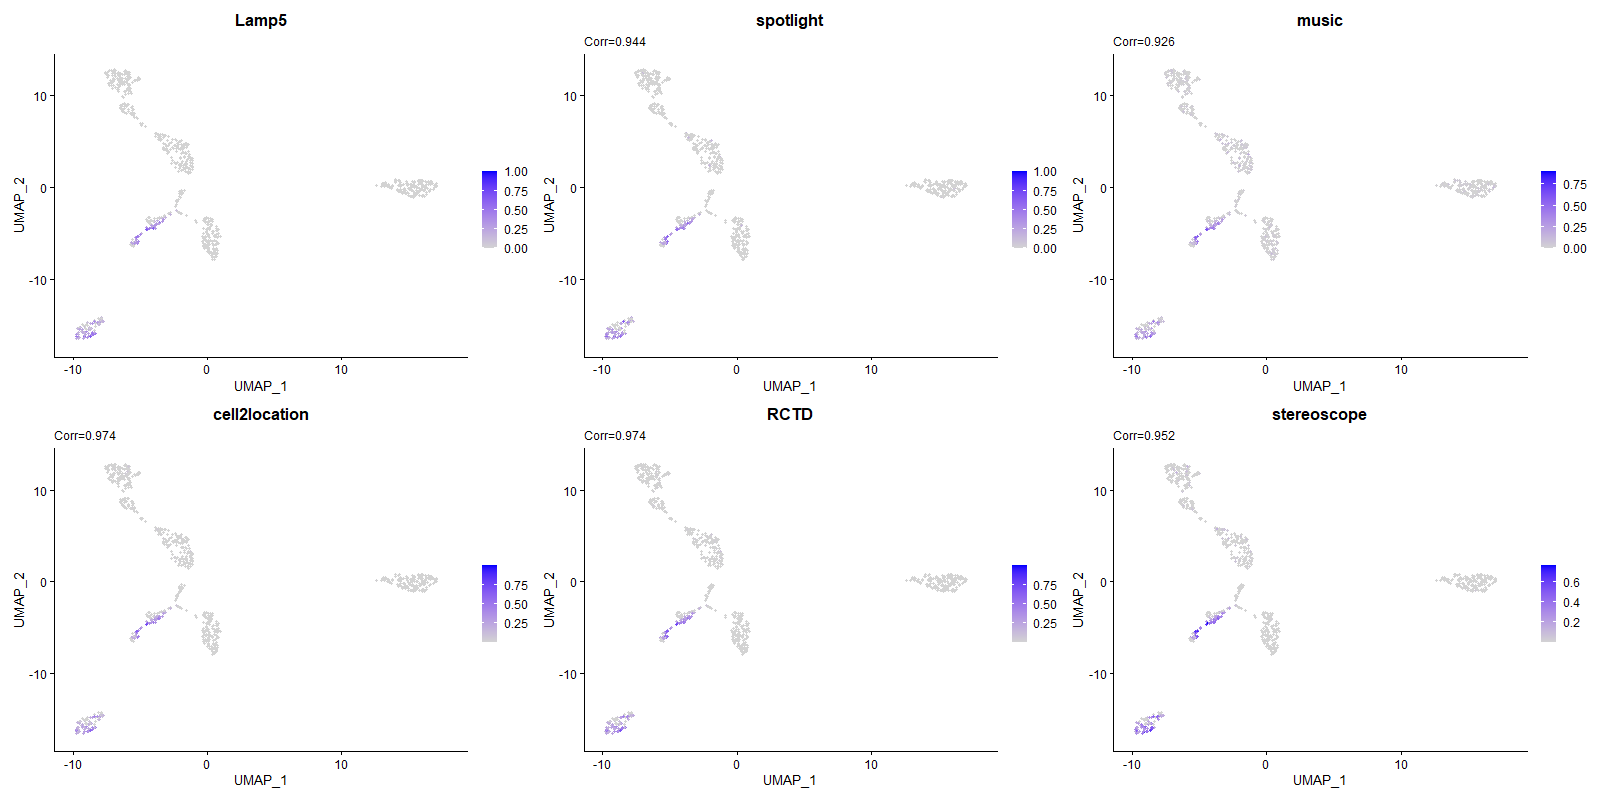 Lamp5
UMAP_2
10
0
-10
-10
0
10
UMAP_1
1.00
0.75
0.50
0.25
0.00
spotlight
Corr=0.944
UMAP_2
10
0
-10
-10
0
10
UMAP_1
1.00
0.75
0.50
0.25
0.00
music
Corr=0.926
UMAP_2
10
0
-10
-10
0
10
UMAP_1
0.75
0.50
0.25
0.00
cell2location
Corr=0.974
UMAP_2
10
0
-10
-10
0
10
UMAP_1
0.75
0.50
0.25
RCTD
Corr=0.974
UMAP_2
10
0
-10
-10
0
10
UMAP_1
0.75
0.50
0.25
stereoscope
Corr=0.952
UMAP_2
10
0
-10
-10
0
10
UMAP_1
0.6
0.4
0.2